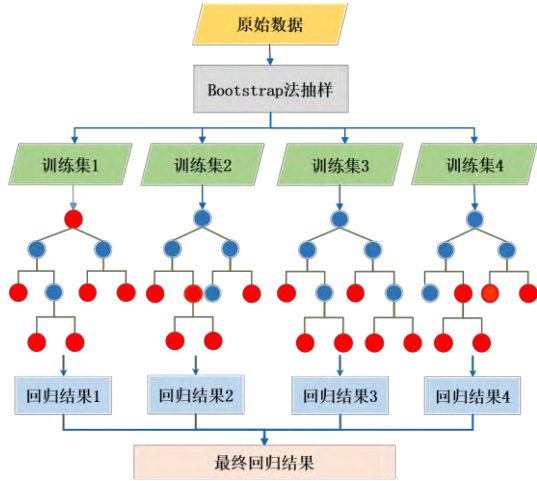 原始数据
Bootstrap法抽样
训练集1
训练集2
训练集3
训练集4
回归结果1
回归结果2
回归结果3
回归结果4
最终回归结果